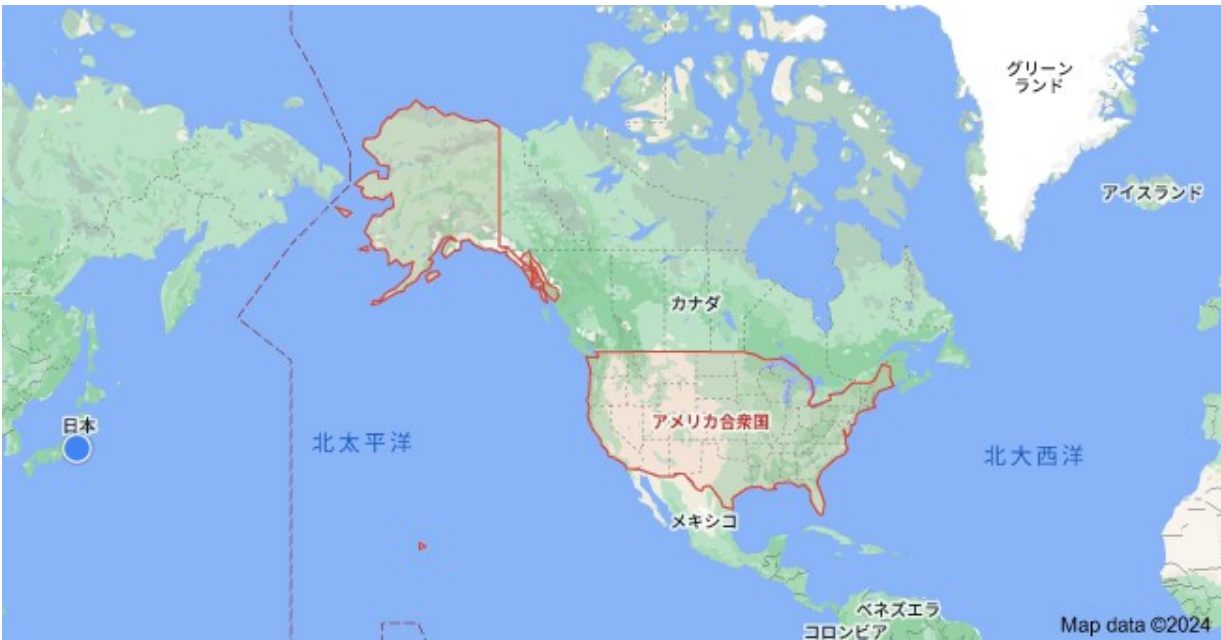 グリーン
ランド
アイスランド
カナダ
アメリカ合衆国
日本
北太平洋
北大西洋
メキシコ
ベネズエラ
コロンビア
Map data ©2024